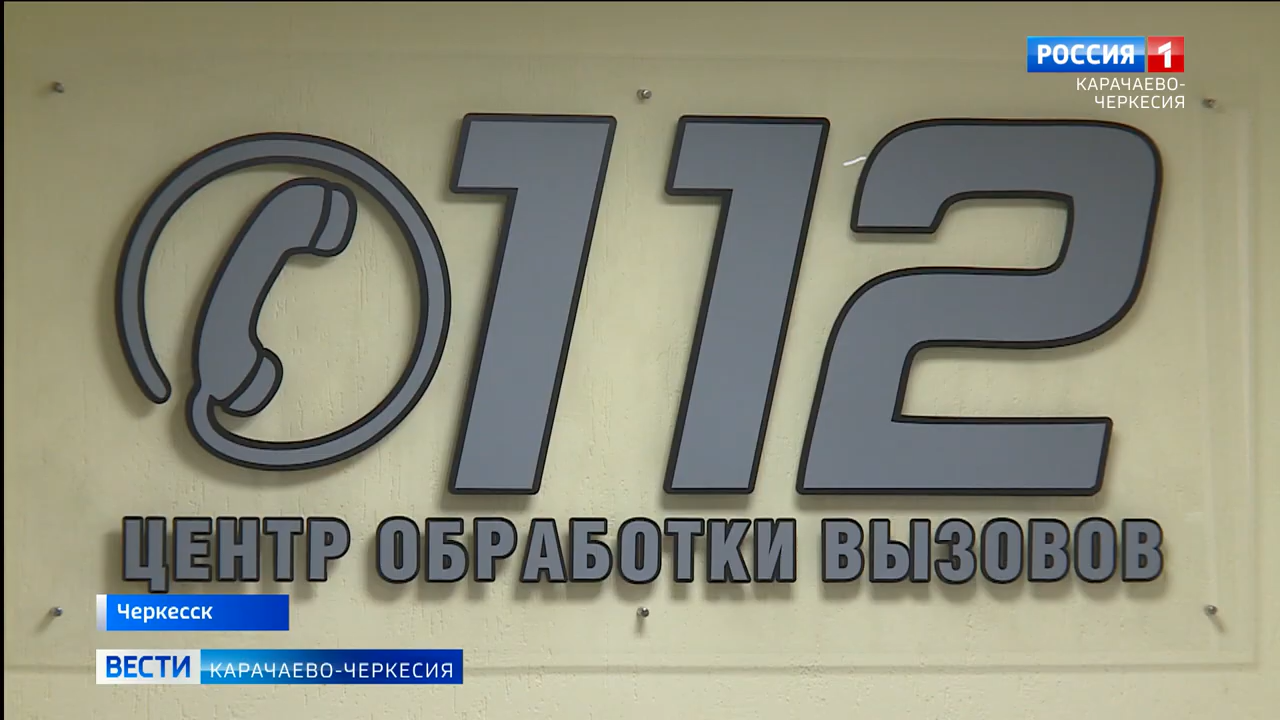 РОССИЯ 1
КАРАЧАЕВО-
ЧЕРКЕСИЯ
112
ЦЕНТР ОБРАБОТКИ ВЫЗОВОВ
Черкесск
ВЕСТИ КАРАЧАЕВО-ЧЕРКЕСИЯ